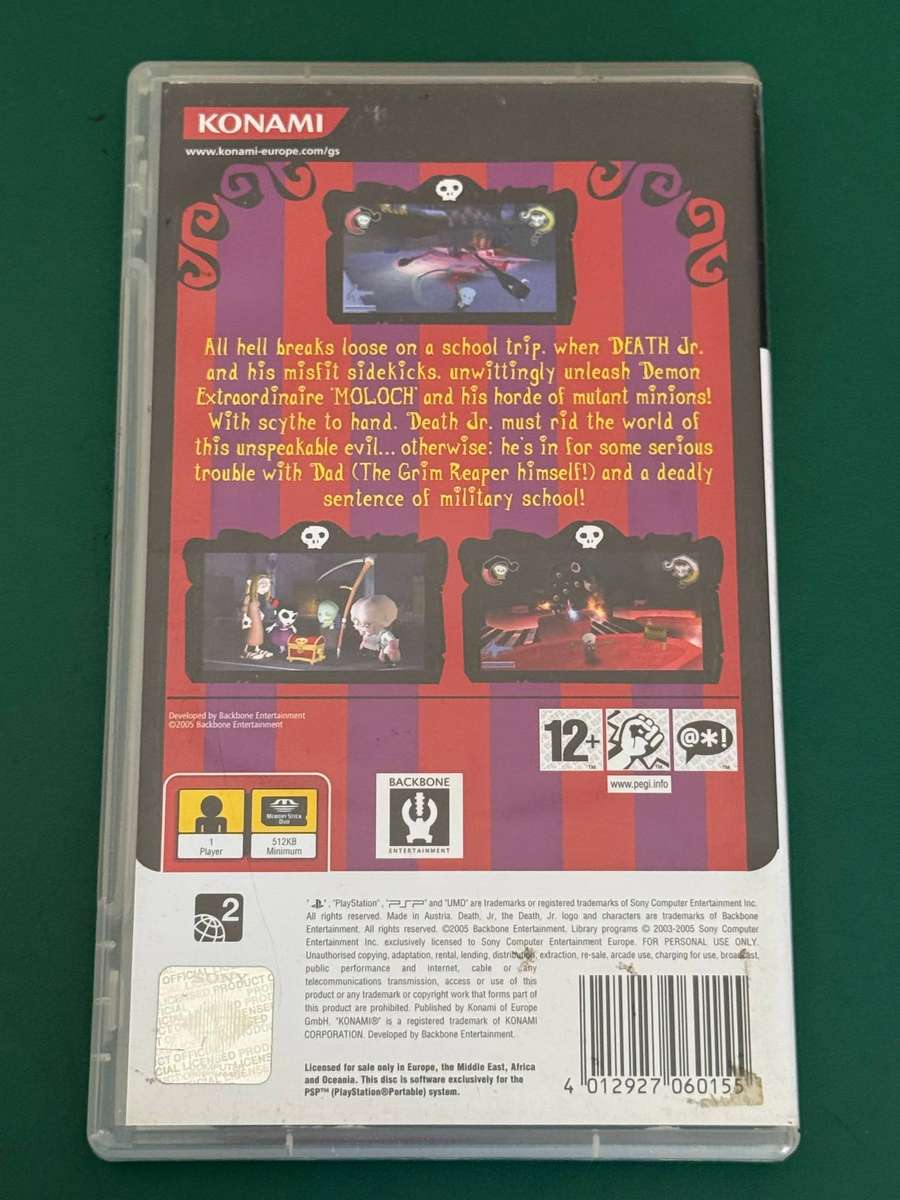 KONAMI
www.konami-europe.com/gs
All hell breaks loose on a school trip, when 'DEATH Jr.
and his misfit sidekicks, unwittingly unleash Demon
Extraordinaire 'MOLOCH' and his horde of mutant minions!
With scythe to hand, Death Jr. must rid the world of
this unspeakable evil... otherwise: he's in for some serious
trouble with Dad (The Grim Reaper himself!) and a deadly
sentence of military school!
Developed by Backbone Entertainment
©2005 Backbone Entertainment
12+ ™ ™ @*! ™
www.pegi.info
1
Player
MEMORY STICK
DUO
512KB
Minimum
BACKBONE
ENTERTAINMENT
2
" ", "PlayStation", "PSP" and "UMD" are trademarks or registered trademarks of Sony Computer Entertainment Inc.
All rights reserved. Made in Austria. Death, Jr, the Death, Jr. logo and characters are trademarks of Backbone
Entertainment. All rights reserved. ©2005 Backbone Entertainment. Library programs © 2003-2005 Sony Computer
Entertainment Inc. exclusively licensed to Sony Computer Entertainment Europe. FOR PERSONAL USE ONLY.
Unauthorised copying, adaptation, rental, lending, distribution, extraction, re-sale, arcade use, charging for use, broadcast,
public performance and internet, cable or any
telecommunications transmission, access or use of this
product or any trademark or copyright work that forms part of
this product are prohibited. Published by Konami of Europe
GmbH. "KONAMI®" is a registered trademark of KONAMI
CORPORATION. Developed by Backbone Entertainment.
Licensed for sale only in Europe, the Middle East, Africa
and Oceania. This disc is software exclusively for the
PSP™ (PlayStation®Portable) system.
OFFICIAL
SONY
PRODUCT
4 012927 060155